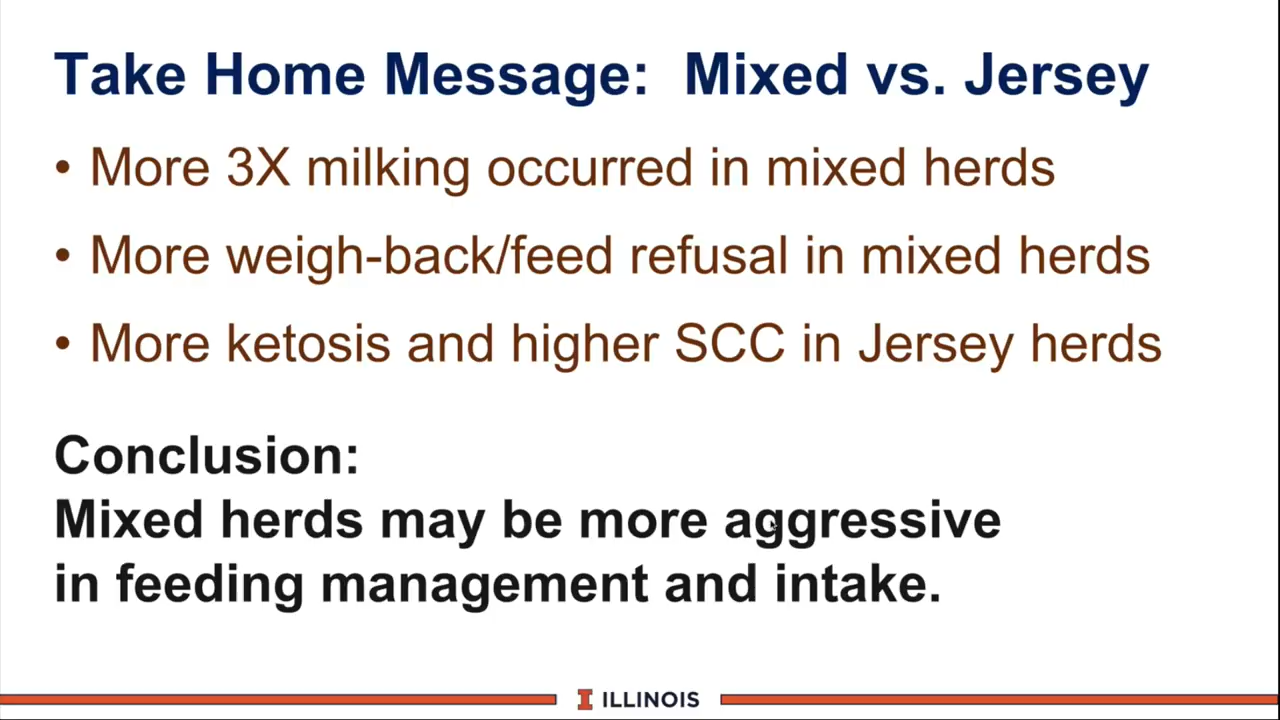 Take Home Message:  Mixed vs. Jersey
• More 3X milking occurred in mixed herds
• More weigh-back/feed refusal in mixed herds
• More ketosis and higher SCC in Jersey herds
Conclusion:
Mixed herds may be more aggressive
in feeding management and intake.
I ILLINOIS